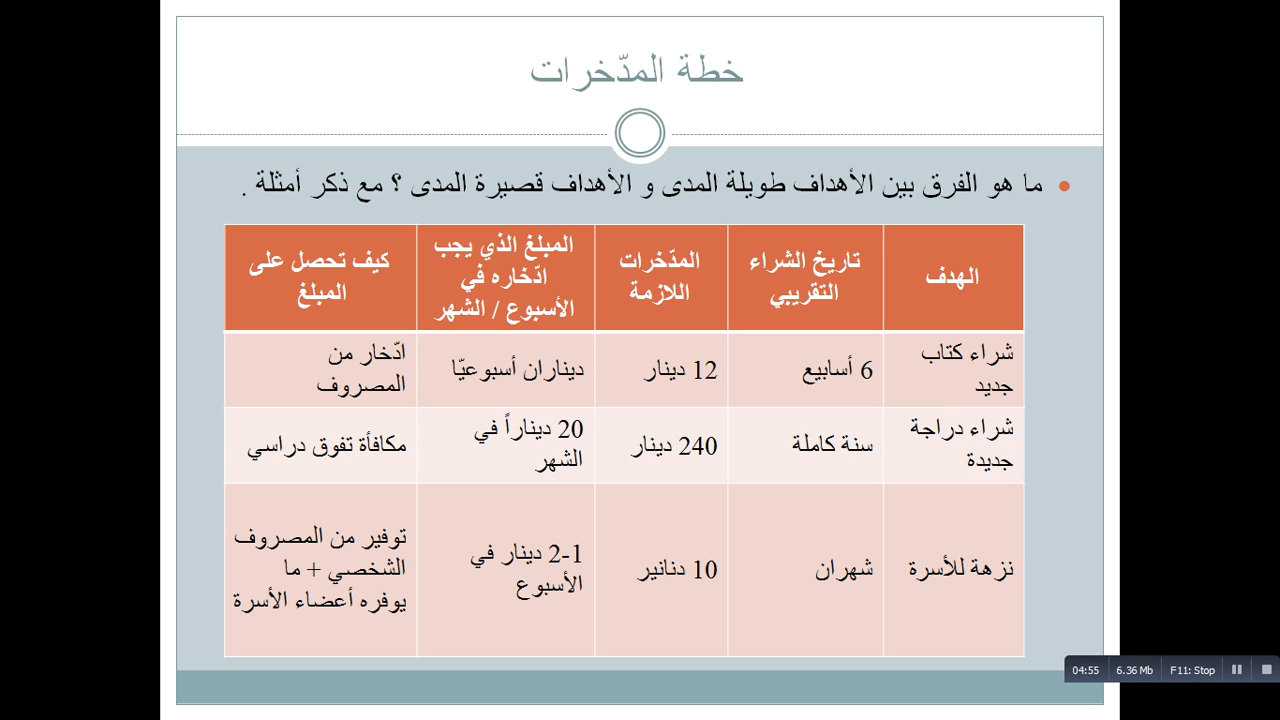 خطة المدّخرات
ما هو الفرق بين الأهداف طويلة المدى و الأهداف قصيرة المدى ؟ مع ذكر أمثلة .
الهدف
تاريخ الشراء
التقريبي
المدّخرات
اللازمة
المبلغ الذي يجب
ادّخاره في
الأسبوع / الشهر
كيف تحصل على
المبلغ
شراء كتاب
جديد
6 أسابيع
12 دينار
ديناران أسبوعيّا
ادّخار من
المصروف
شراء دراجة
جديدة
سنة كاملة
240 دينار
20 ديناراً في
الشهر
مكافأة تفوق دراسي
نزهة للأسرة
شهران
10 دنانير
1-2 دينار في
الأسبوع
توفير من المصروف
الشخصي + ما
يوفره أعضاء الأسرة
04:55
6.36 Mb
F11: Stop